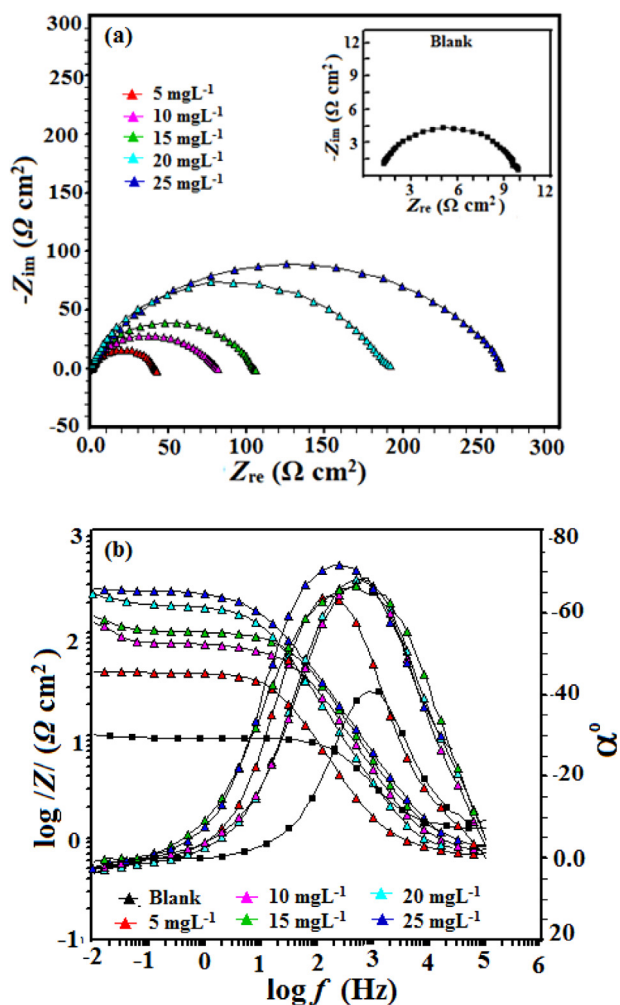 (a)
Blank
-Zim (Ω cm²)
13
9
6
3
3
6
9
12
Zre (Ω cm²)
5 mgL⁻¹
10 mgL⁻¹
15 mgL⁻¹
20 mgL⁻¹
25 mgL⁻¹
-Zim (Ω cm²)
-300
-250
200
150
100
50
0.0
-50
0.0
50
100
150
200
250
300
Zre (Ω cm²)
(b)
log /Z/ (Ω cm²)
3
2
1
0
-1
-80
-60
-40
-20
0.0
20
α°
Blank
10 mgL⁻¹
20 mgL⁻¹
5 mgL⁻¹
15 mgL⁻¹
25 mgL⁻¹
-2
-1
0
1
2
3
4
5
6
log f (Hz)